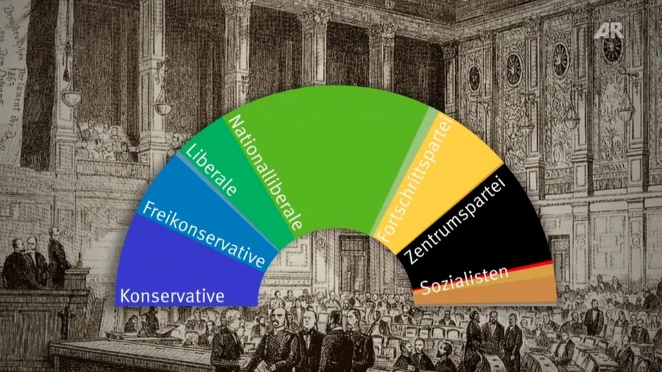 AR
Konservative
Freikonservative
Liberale
Nationalliberale
Fortschrittspartei
Zentrumspartei
Sozialisten